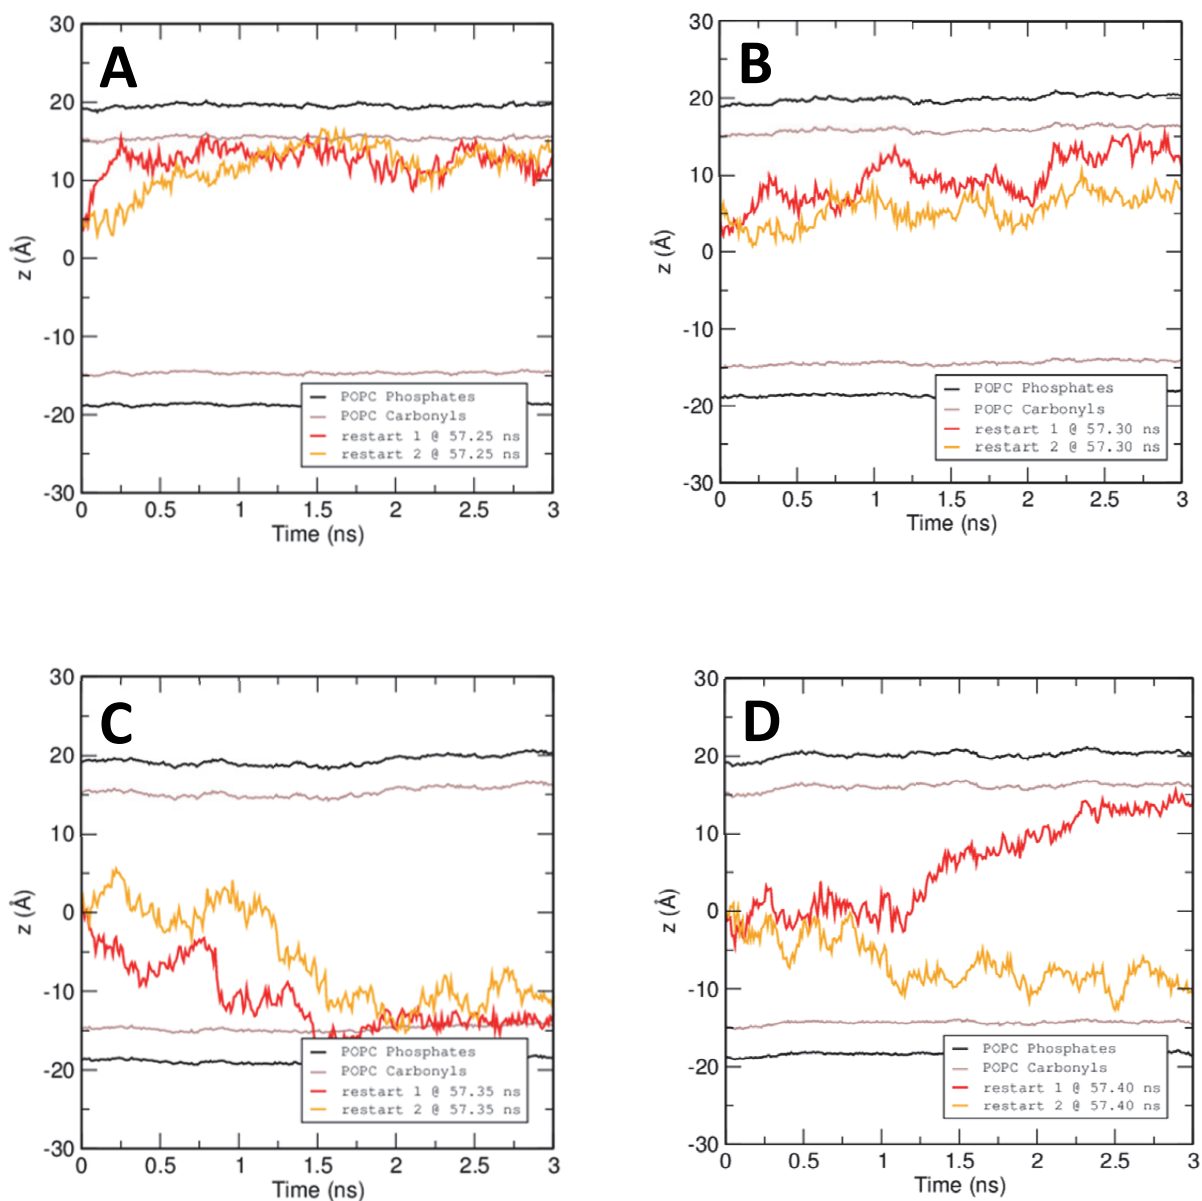 A
30
20
10
0
-10
-20
-30
z (Å)
POPC Phosphates
POPC Carbonyls
restart 1 @ 57.25 ns
restart 2 @ 57.25 ns
0 0.5 1 1.5 2 2.5 3
Time (ns)
B
30
20
10
0
-10
-20
-30
z (Å)
POPC Phosphates
POPC Carbonyls
restart 1 @ 57.30 ns
restart 2 @ 57.30 ns
0 0.5 1 1.5 2 2.5 3
Time (ns)
C
30
20
10
0
-10
-20
-30
z (Å)
POPC Phosphates
POPC Carbonyls
restart 1 @ 57.35 ns
restart 2 @ 57.35 ns
0 0.5 1 1.5 2 2.5 3
Time (ns)
D
30
20
10
0
-10
-20
-30
z (Å)
POPC Phosphates
POPC Carbonyls
restart 1 @ 57.40 ns
restart 2 @ 57.40 ns
0 0.5 1 1.5 2 2.5 3
Time (ns)